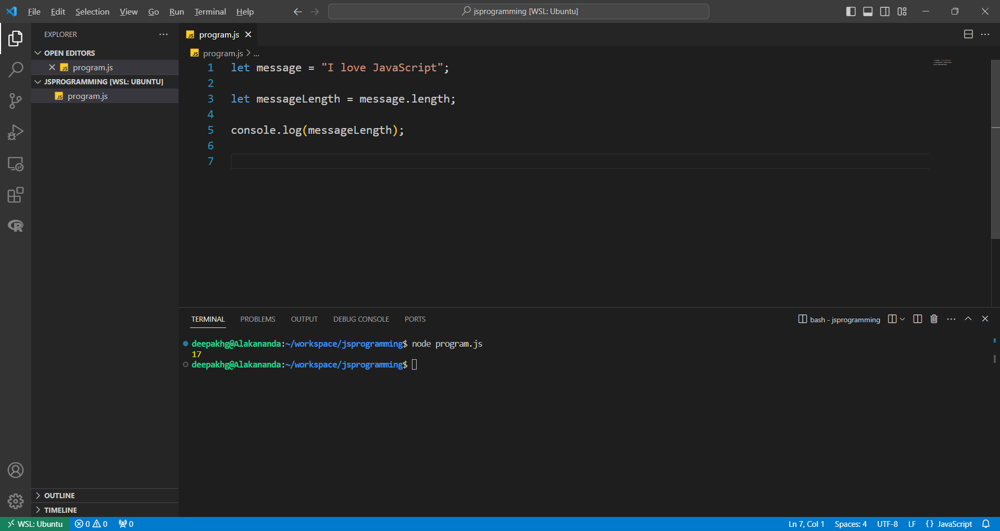 File Edit Selection View Go Run Terminal Help
jsprogramming [WSL: Ubuntu]
EXPLORER
OPEN EDITORS
program.js
JSPROGRAMMING [WSL: UBUNTU]
program.js
OUTLINE
TIMELINE
program.js
program.js > ...
1 let message = "I love JavaScript";
2
3 let messageLength = message.length;
4
5 console.log(messageLength);
6
7
TERMINAL PROBLEMS OUTPUT DEBUG CONSOLE PORTS
bash - jsprogramming
deepakhg@Alakananda:~/workspace/jsprogramming$ node program.js
17
deepakhg@Alakananda:~/workspace/jsprogramming$
WSL: Ubuntu 0 0 0 Ln 7, Col 1 Spaces: 4 UTF-8 LF {} JavaScript